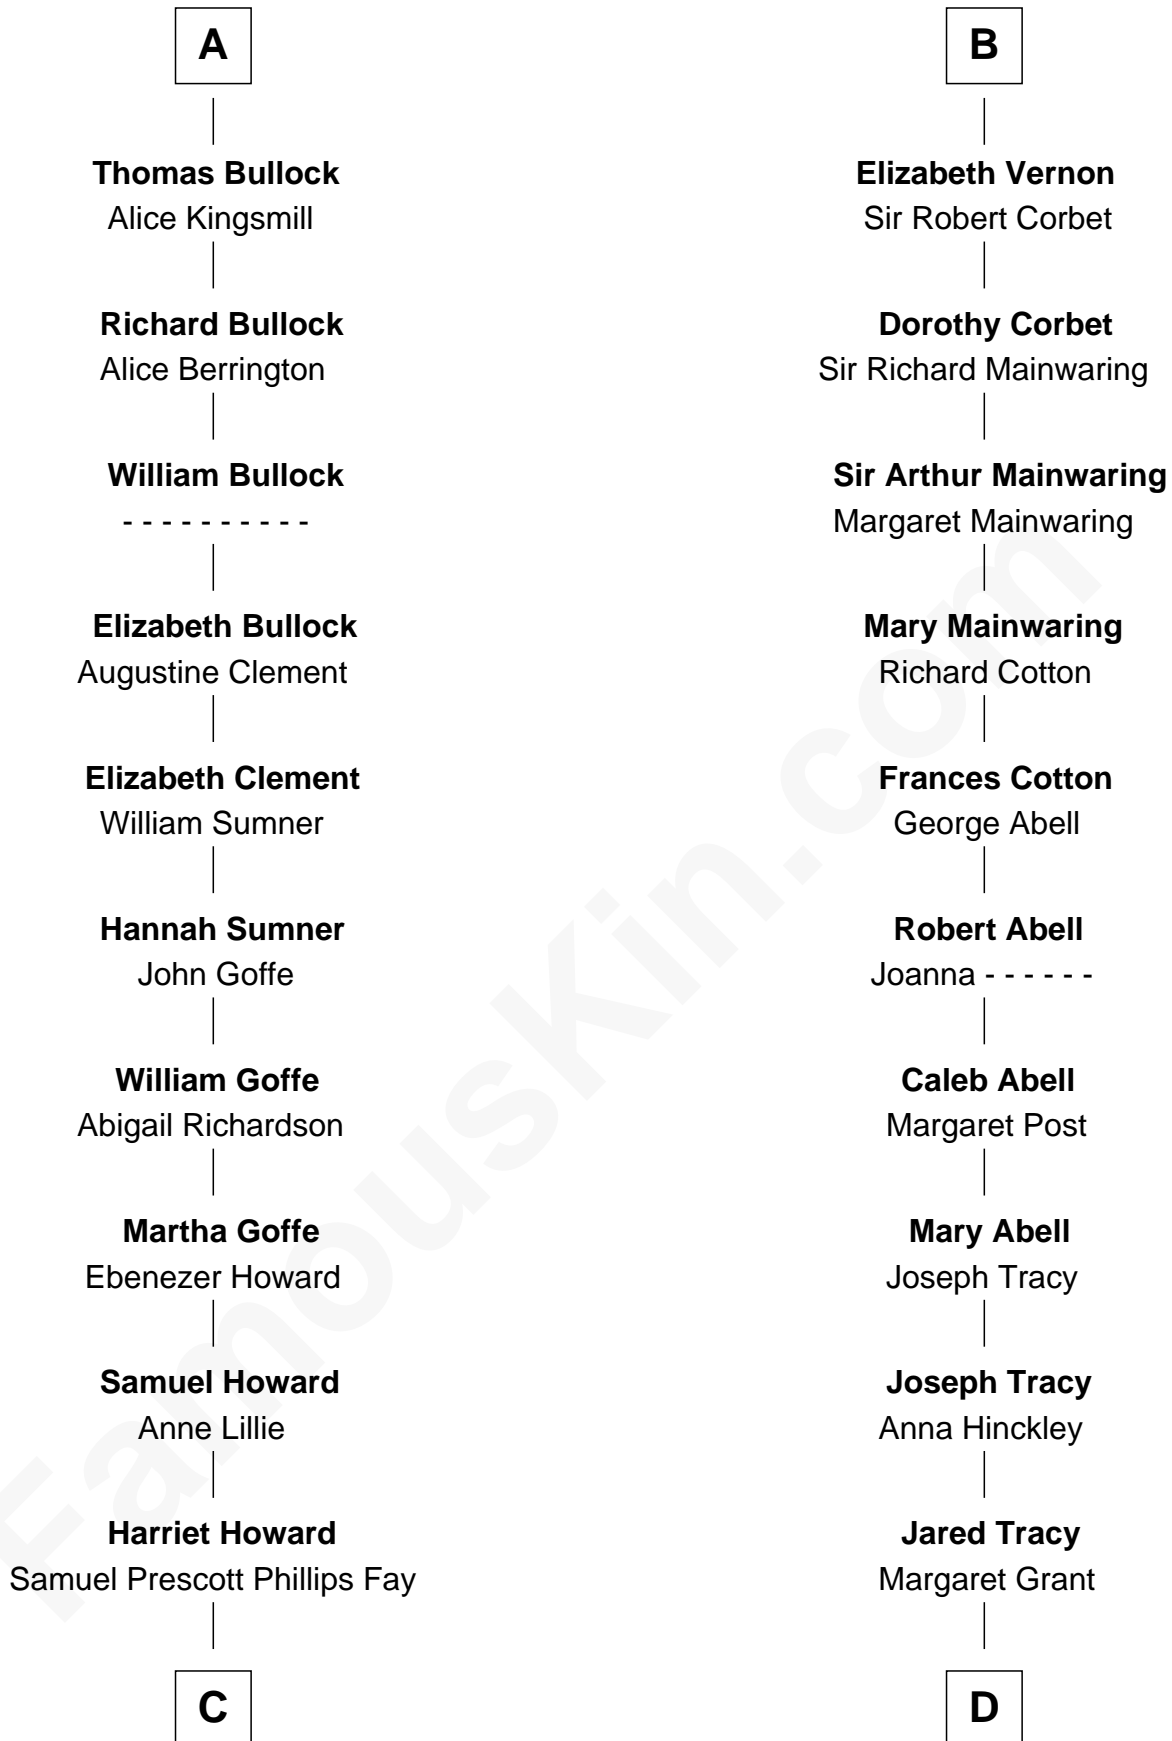 A
Thomas Bullock
Alice Kingsmill
Richard Bullock
Alice Berrington
William Bullock
- - - - - - - - - -
Elizabeth Bullock
Augustine Clement
Elizabeth Clement
William Sumner
Hannah Sumner
John Goffe
William Goffe
Abigail Richardson
Martha Goffe
Ebenezer Howard
Samuel Howard
Anne Lillie
Harriet Howard
Samuel Prescott Phillips Fay
C
B
Elizabeth Vernon
Sir Robert Corbet
Dorothy Corbet
Sir Richard Mainwaring
Sir Arthur Mainwaring
Margaret Mainwaring
Mary Mainwaring
Richard Cotton
Frances Cotton
George Abell
Robert Abell
Joanna - - - - - -
Caleb Abell
Margaret Post
Mary Abell
Joseph Tracy
Joseph Tracy
Anna Hinckley
Jared Tracy
Margaret Grant
D
FamousKin.com